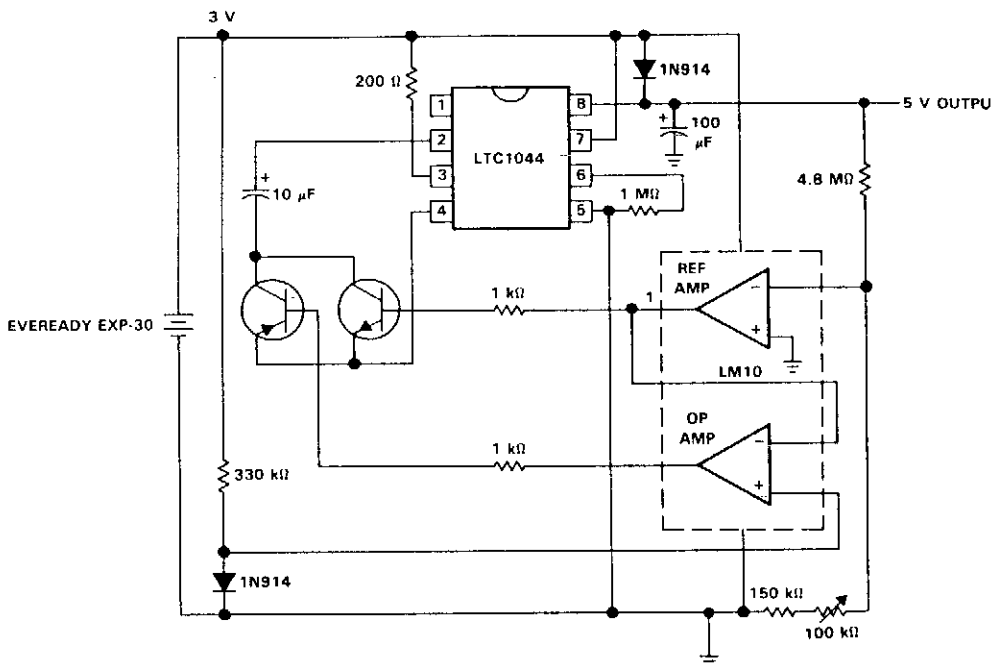 3 V
200 Ω
1N914
1
2
3
4
LTC1044
8
7
6
5
+
100
μF
5 V OUTPU
4.8 MΩ
1 MΩ
+
10 μF
EVEREADY EXP-30
1 kΩ
1
REF
AMP
−
+
LM10
OP
AMP
−
+
1 kΩ
330 kΩ
1N914
150 kΩ
100 kΩ